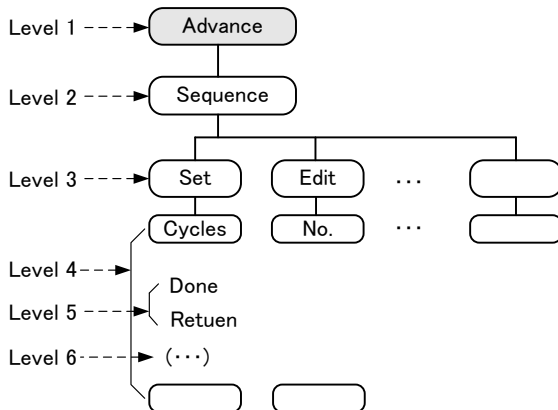 Level 1 Advance
Level 2 Sequence
Level 3 Set Edit ...
Cycles No. ...
Level 4
Done
Level 5
Retuen
Level 6 (...)